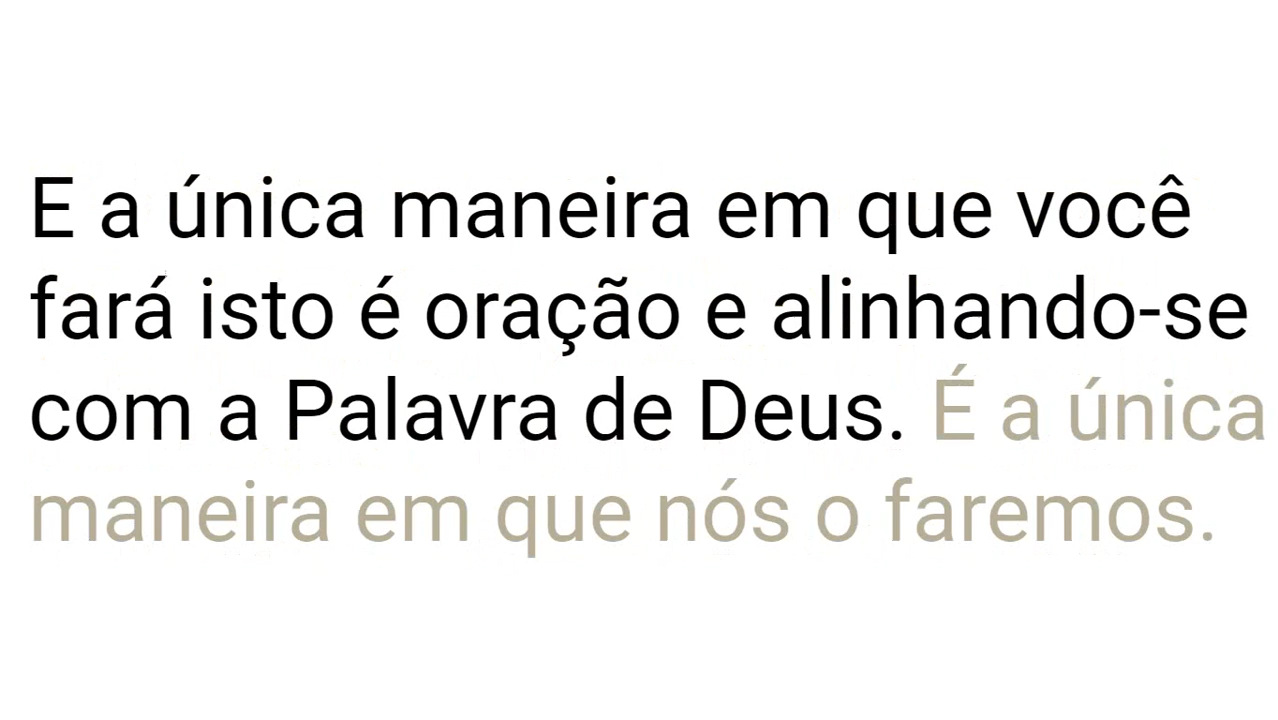 E a única maneira em que você
fará isto é oração e alinhando-se
com a Palavra de Deus. É a única
maneira em que nós o faremos.